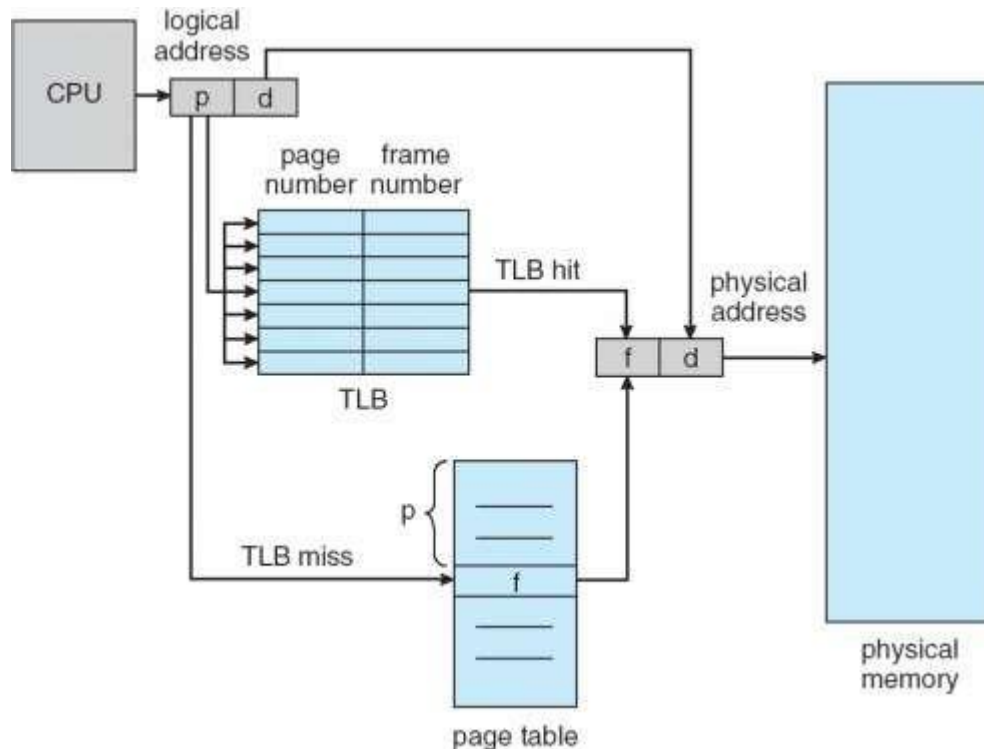 logical
address
CPU
p
d
page
number
frame
number
TLB hit
physical
address
f
d
TLB
p
TLB miss
f
physical
memory
page table